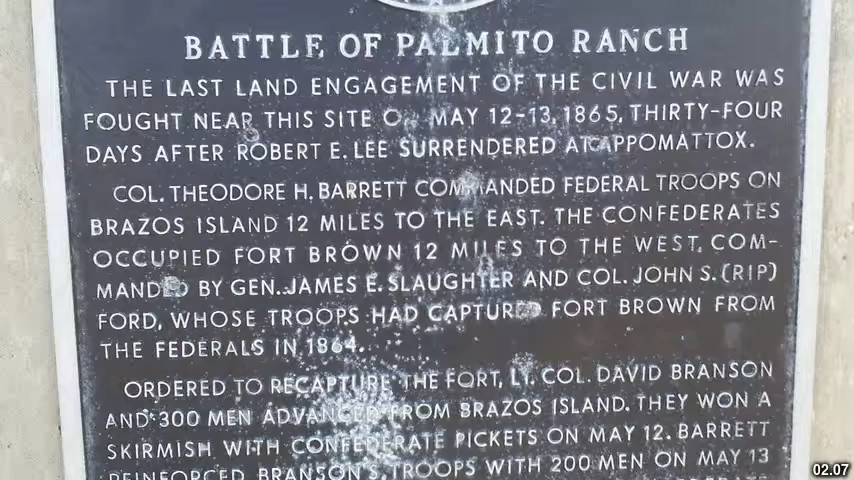 BATTLE OF PALMITO RANCH
THE LAST LAND ENGAGEMENT OF THE CIVIL WAR WAS
FOUGHT NEAR THIS SITE ON MAY 12-13, 1865, THIRTY-FOUR
DAYS AFTER ROBERT E. LEE SURRENDERED AT APPOMATTOX.
COL. THEODORE H. BARRETT COMMANDED FEDERAL TROOPS ON
BRAZOS ISLAND 12 MILES TO THE EAST. THE CONFEDERATES
OCCUPIED FORT BROWN 12 MILES TO THE WEST, COM-
MANDED BY GEN. JAMES E. SLAUGHTER AND COL. JOHN S. (RIP)
FORD, WHOSE TROOPS HAD CAPTURED FORT BROWN FROM
THE FEDERALS IN 1864.
ORDERED TO RECAPTURE THE FORT, LT. COL. DAVID BRANSON
AND 300 MEN ADVANCED FROM BRAZOS ISLAND. THEY WON A
SKIRMISH WITH CONFEDERATE PICKETS ON MAY 12. BARRETT
REINFORCED BRANSON'S TROOPS WITH 200 MEN ON MAY 13
02.07